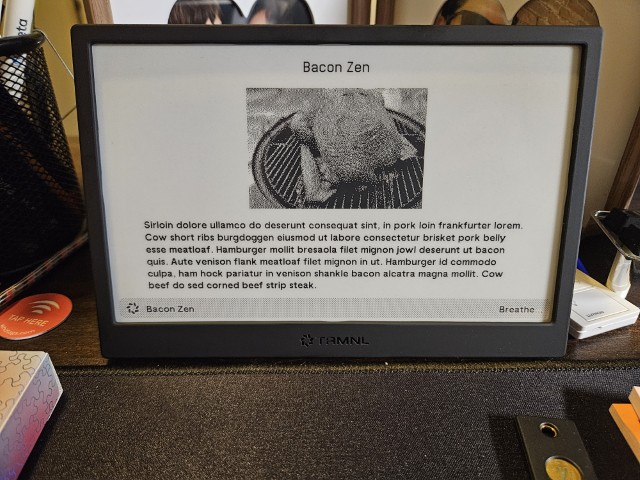 Bacon Zen
Sirloin dolore ullamco do deserunt consequat sint, in pork loin frankfurter lorem.
Cow short ribs burgdoggen eiusmod ut labore consectetur brisket pork belly
esse meatloaf. Hamburger mollit bresaola filet mignon jowl deserunt ut bacon
quis. Aute venison flank meatloaf filet mignon in ut. Hamburger id commodo
culpa, ham hock pariatur in venison shankle bacon alcatra magna mollit. Cow
beef do sed corned beef strip steak.
Bacon Zen
Breathe...
TRMNL
TAP HERE